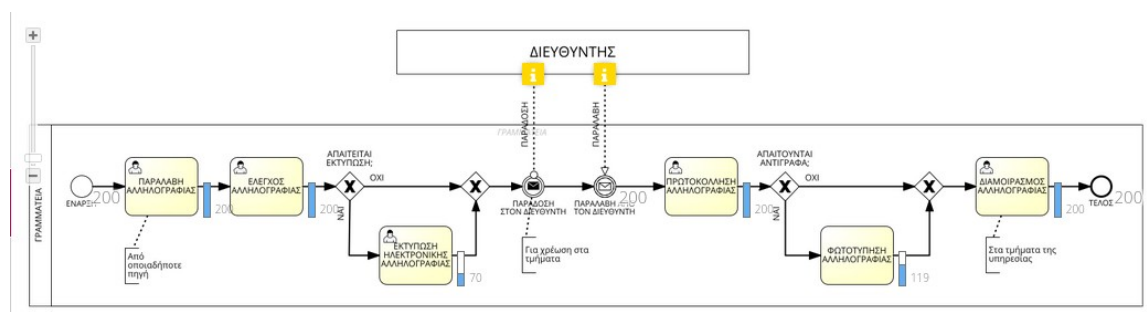 ΔΙΕΥΘΥΝΤΗΣ
i
i
ΠΑΡΑΔΟΣΗ
ΠΑΡΑΛΑΒΗ
ΓΡΑΜΜΑΤΕΙΑ
ΓΡΑΜΜΑΤΕΙΑ
200
ΠΑΡΑΛΑΒΗ
ΑΛΛΗΛΟΓΡΑΦΙΑΣ
200
Από
οποιαδήποτε
πηγή
ΕΛΕΓΧΟΣ
ΑΛΛΗΛΟΓΡΑΦΙΑΣ
200
ΑΠΑΙΤΕΙΤΑΙ
ΕΚΤΥΠΩΣΗ;
ΟΧΙ
ΝΑΙ
ΕΚΤΥΠΩΣΗ
ΗΛΕΚΤΡΟΝΙΚΗΣ
ΑΛΛΗΛΟΓΡΑΦΙΑΣ
70
ΠΑΡΑΔΟΣΗ
ΣΤΟΝ ΔΙΕΥΘΥΝΤΗ
Για χρέωση στα
τμήματα
ΠΑΡΑΛΑΒΗ
ΤΟΝ ΔΙΕΥΘΥΝΤΗ
200
ΠΡΩΤΟΚΟΛΛΗΣΗ
ΑΛΛΗΛΟΓΡΑΦΙΑΣ
200
ΑΠΑΙΤΟΥΝΤΑΙ
ΑΝΤΙΓΡΑΦΑ;
ΟΧΙ
ΝΑΙ
ΦΩΤΟΤΥΠΗΣΗ
ΑΛΛΗΛΟΓΡΑΦΙΑΣ
119
ΔΙΑΜΟΙΡΑΣΜΟΣ
ΑΛΛΗΛΟΓΡΑΦΙΑΣ
200
Στα τμήματα της
υπηρεσίας
ΤΕΛΟΣ
200